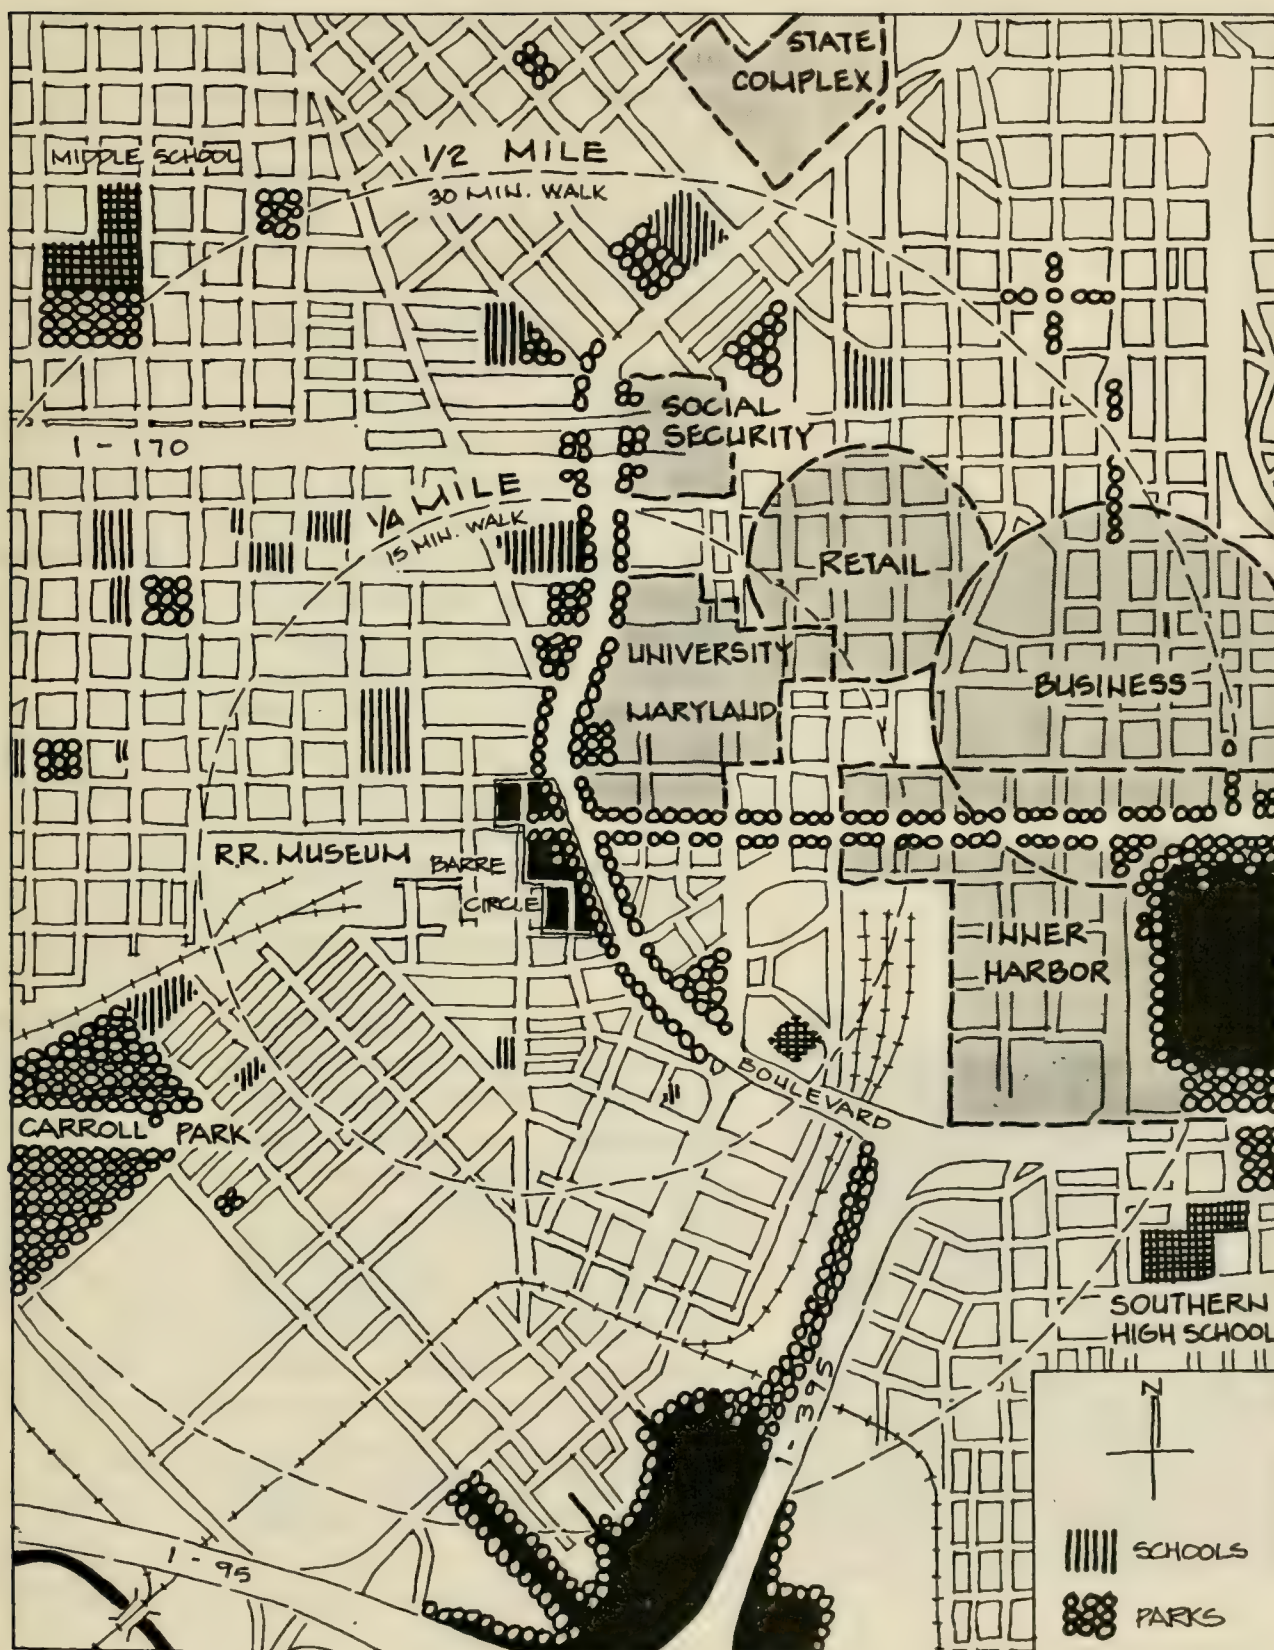 STATE
COMPLEX
MIDDLE SCHOOL
1/2 MILE
30 MIN. WALK
SOCIAL
SECURITY
I-170
1/4 MILE
15 MIN. WALK
RETAIL
UNIVERSITY
MARYLAND
BUSINESS
R.R. MUSEUM
BARRE
CIRCLE
INNER
HARBOR
BOULEVARD
CARROLL PARK
SOUTHERN
HIGH SCHOOL
I-395
N
I-95
SCHOOLS
PARKS